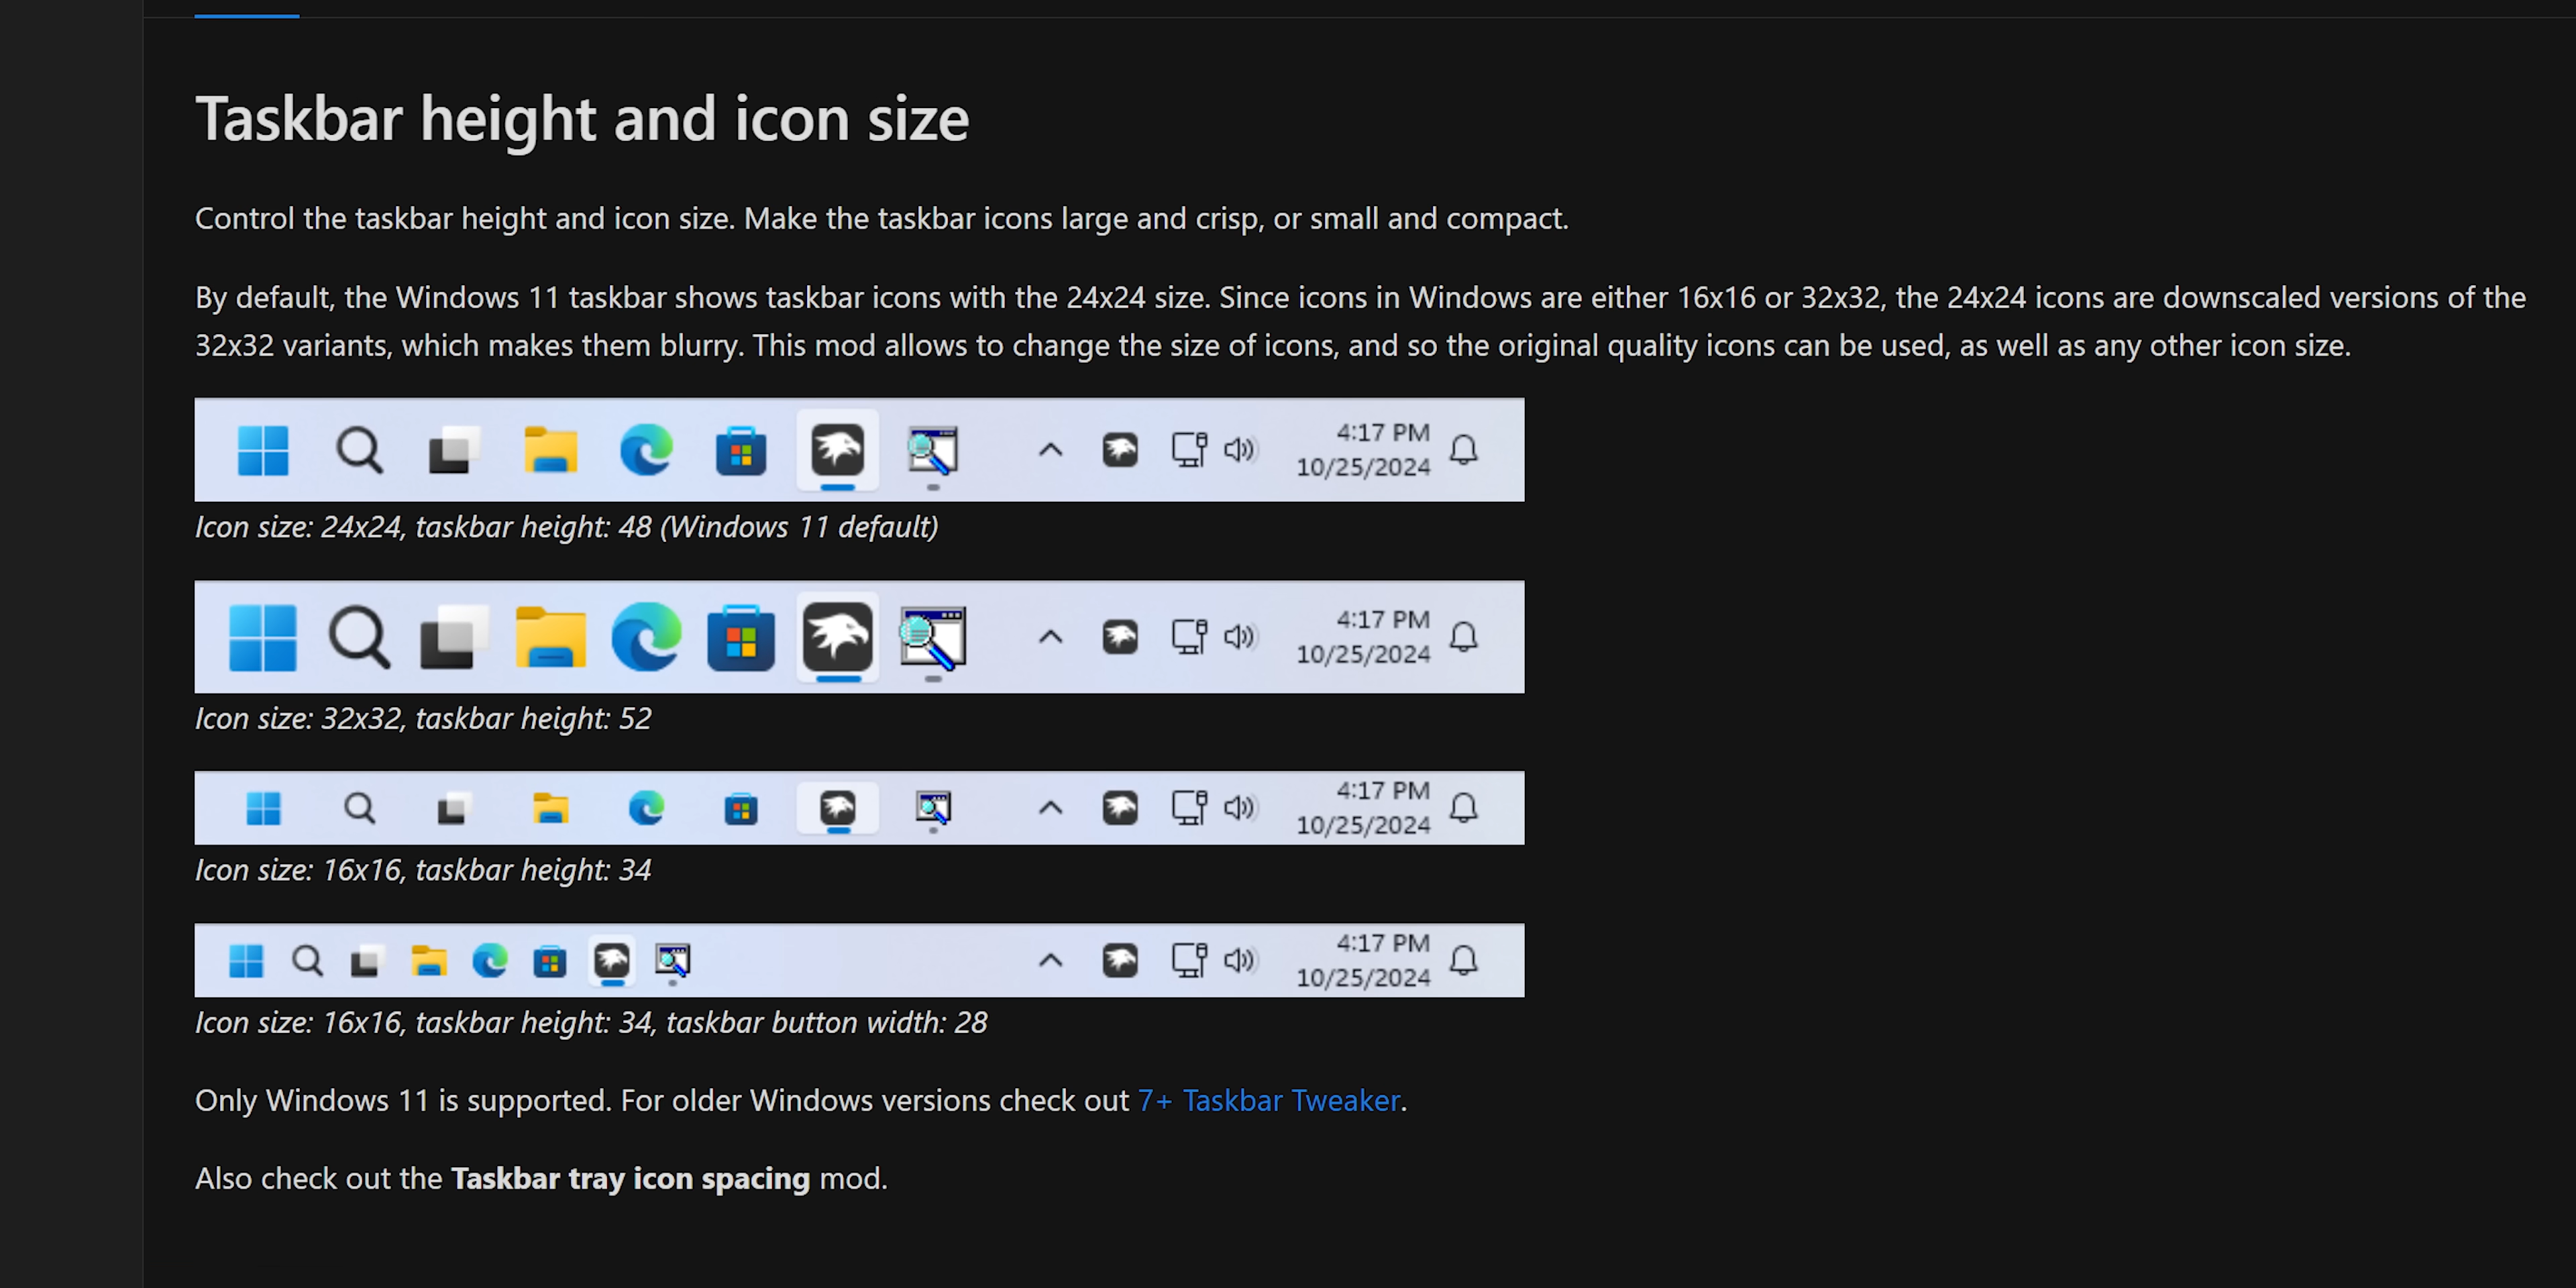 Taskbar height and icon size
Control the taskbar height and icon size. Make the taskbar icons large and crisp, or small and compact.
By default, the Windows 11 taskbar shows taskbar icons with the 24x24 size. Since icons in Windows are either 16x16 or 32x32, the 24x24 icons are downscaled versions of the
32x32 variants, which makes them blurry. This mod allows to change the size of icons, and so the original quality icons can be used, as well as any other icon size.
4:17 PM
10/25/2024
Icon size: 24x24, taskbar height: 48 (Windows 11 default)
4:17 PM
10/25/2024
Icon size: 32x32, taskbar height: 52
4:17 PM
10/25/2024
Icon size: 16x16, taskbar height: 34
4:17 PM
10/25/2024
Icon size: 16x16, taskbar height: 34, taskbar button width: 28
Only Windows 11 is supported. For older Windows versions check out 7+ Taskbar Tweaker.
Also check out the Taskbar tray icon spacing mod.